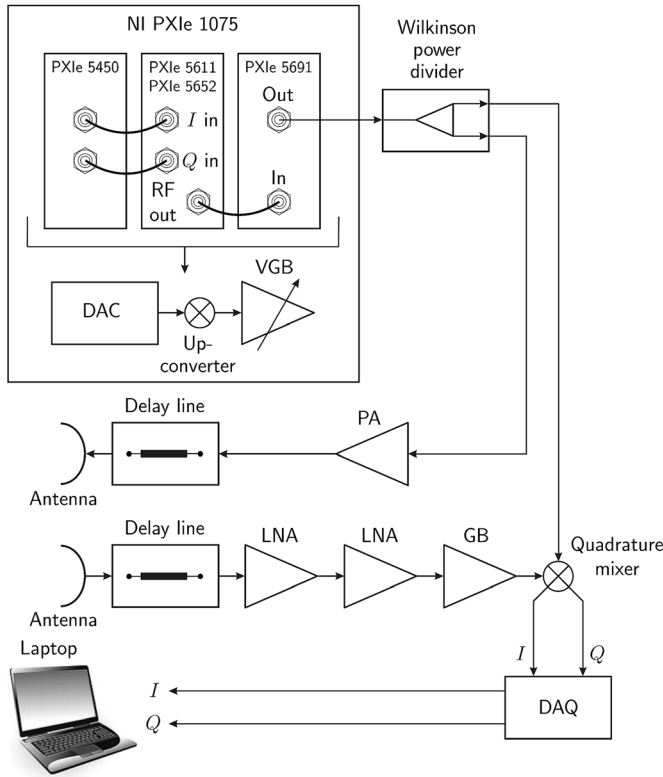 NI PXIe 1075
PXIe 5450
PXIe 5611
PXIe 5652
PXIe 5691
Out
I in
Q in
RF
out
In
Wilkinson
power
divider
VGB
DAC
Up-
converter
Delay line
PA
Antenna
Delay line
LNA
LNA
GB
Quadrature
mixer
Antenna
Laptop
I
Q
I
Q
DAQ